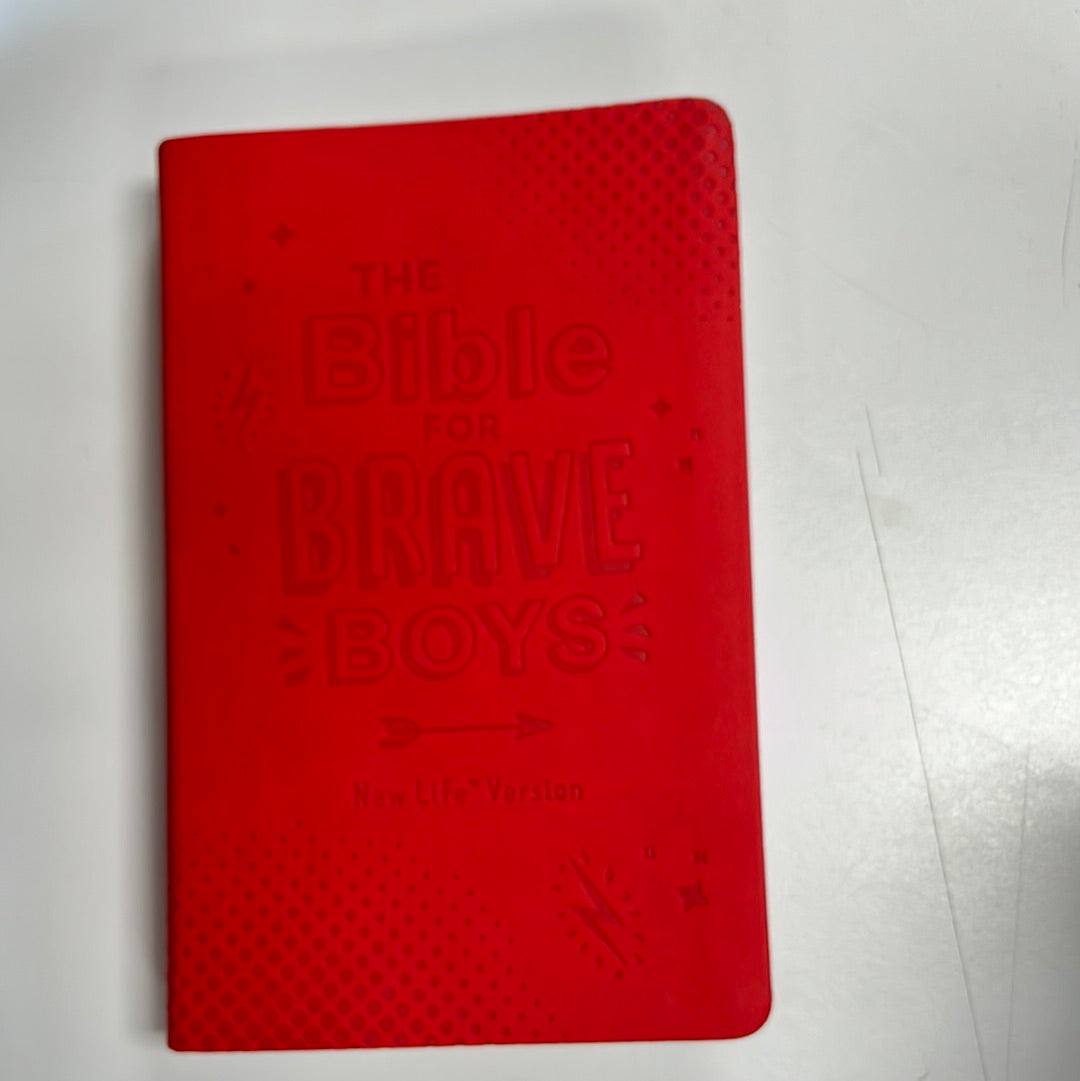 THE
Bible
FOR
BRAVE
BOYS
New Life™ Version